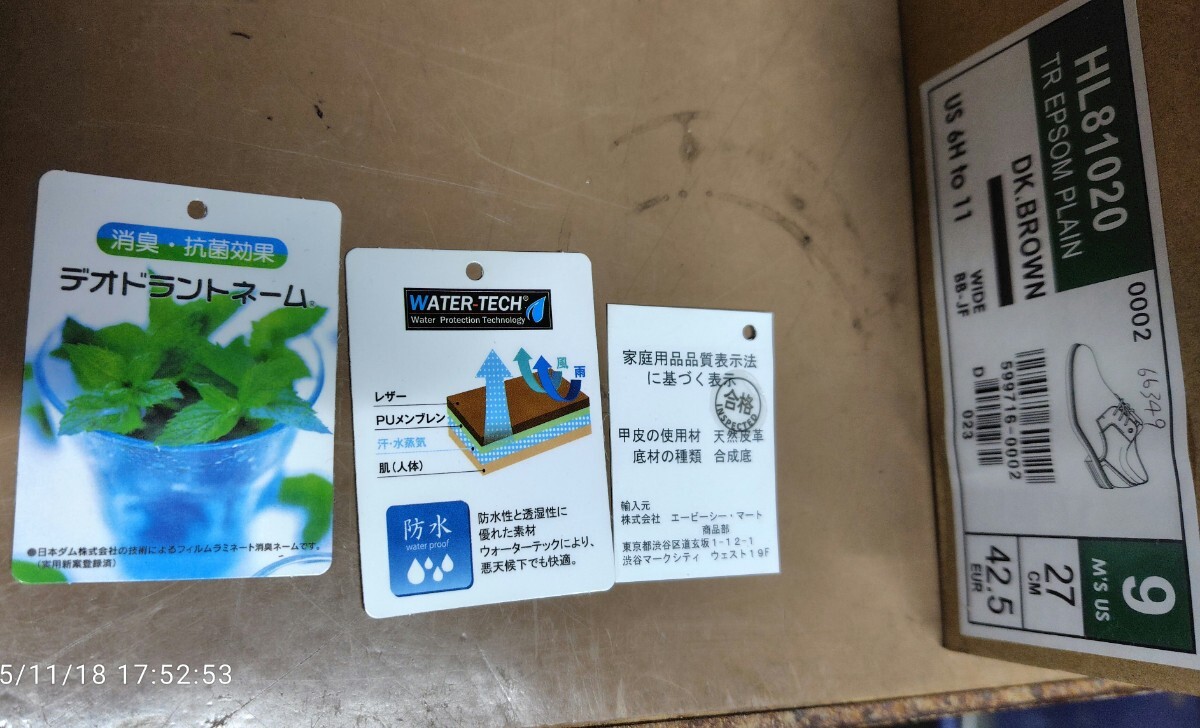 消臭・抗菌効果
デオドラントネーム®
●日本ダム株式会社の技術によるフィルムラミネート消臭ネームです。
(実用新案登録済)
WATER-TECH®
Water Protection Technology
風
雨
レザー
PUメンブレン
汗・水蒸気
肌(人体)
防水
water proof
防水性と透湿性に
優れた素材
ウォーターテックにより、
悪天候下でも快適。
家庭用品品質表示法
に基づく表示
合格
INSPECTED
甲皮の使用材 天然皮革
底材の種類 合成底
輸入元
株式会社 エービーシー・マート
商品部
東京都渋谷区道玄坂1-12-1
渋谷マークシティ ウェスト19F
HL81020
TR EPSOM PLAIN
DK.BROWN
US 6H to 11
WIDE
BB-JF
0002
66349
599716-0002
D 023
9
M'S US
27
CM
42.5
EUR
5/11/18 17:52:53